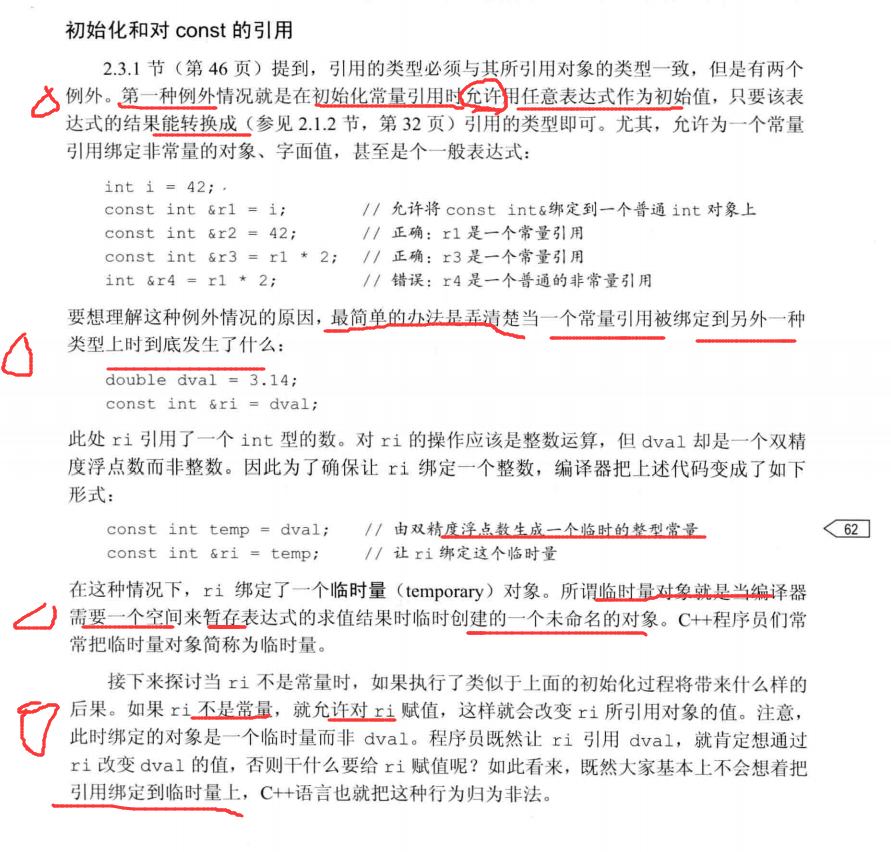 初始化和对 const 的引用
2.3.1 节（第 46 页）提到，引用的类型必须与其所引用对象的类型一致，但是有两个
例外。第一种例外情况就是在初始化常量引用时允许用任意表达式作为初始值，只要该表
达式的结果能转换成（参见 2.1.2 节，第 32 页）引用的类型即可。尤其，允许为一个常量
引用绑定非常量的对象、字面值，甚至是个一般表达式：
int i = 42;
const int &r1 = i; // 允许将 const int&绑定到一个普通 int 对象上
const int &r2 = 42; // 正确：r1 是一个常量引用
const int &r3 = r1 * 2; // 正确：r3 是一个常量引用
int &r4 = r1 * 2; // 错误：r4 是一个普通的非常量引用
要想理解这种例外情况的原因，最简单的办法是弄清楚当一个常量引用被绑定到另外一种
类型上时到底发生了什么：
double dval = 3.14;
const int &ri = dval;
此处 ri 引用了一个 int 型的数。对 ri 的操作应该是整数运算，但 dval 却是一个双精
度浮点数而非整数。因此为了确保让 ri 绑定一个整数，编译器把上述代码变成了如下
形式：
const int temp = dval; // 由双精度浮点数生成一个临时的整型常量
const int &ri = temp; // 让 ri 绑定这个临时量
62
在这种情况下，ri 绑定了一个临时量（temporary）对象。所谓临时量对象就是当编译器
需要一个空间来暂存表达式的求值结果时临时创建的一个未命名的对象。C++程序员们常
常把临时量对象简称为临时量。
接下来探讨当 ri 不是常量时，如果执行了类似于上面的初始化过程将带来什么样的
后果。如果 ri 不是常量，就允许对 ri 赋值，这样就会改变 ri 所引用对象的值。注意，
此时绑定的对象是一个临时量而非 dval。程序员既然让 ri 引用 dval，就肯定想通过
ri 改变 dval 的值，否则干什么要给 ri 赋值呢？如此看来，既然大家基本上不会想着把
引用绑定到临时量上，C++语言也就把这种行为归为非法。